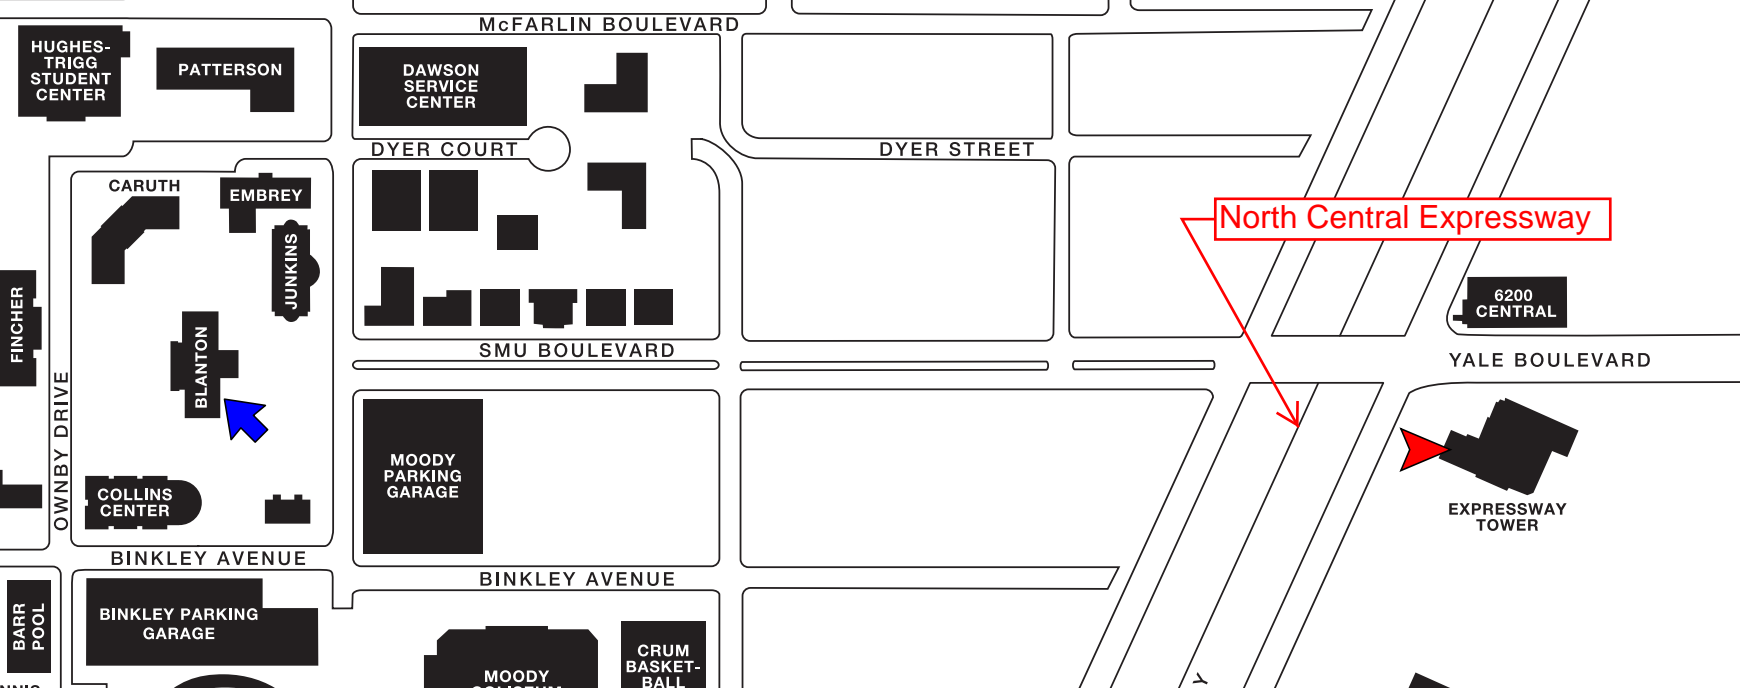 McFARLIN BOULEVARD
HUGHES-
TRIGG
STUDENT
CENTER
PATTERSON
DAWSON
SERVICE
CENTER
DYER COURT
DYER STREET
CARUTH
EMBREY
JUNKINS
North Central Expressway
FINCHER
BLANTON
6200
CENTRAL
SMU BOULEVARD
YALE BOULEVARD
OWNBY DRIVE
MOODY
PARKING
GARAGE
COLLINS
CENTER
EXPRESSWAY
TOWER
BINKLEY AVENUE
BINKLEY AVENUE
BARR
POOL
BINKLEY PARKING
GARAGE
MOODY
CRUM
BASKET-
BALL
Y